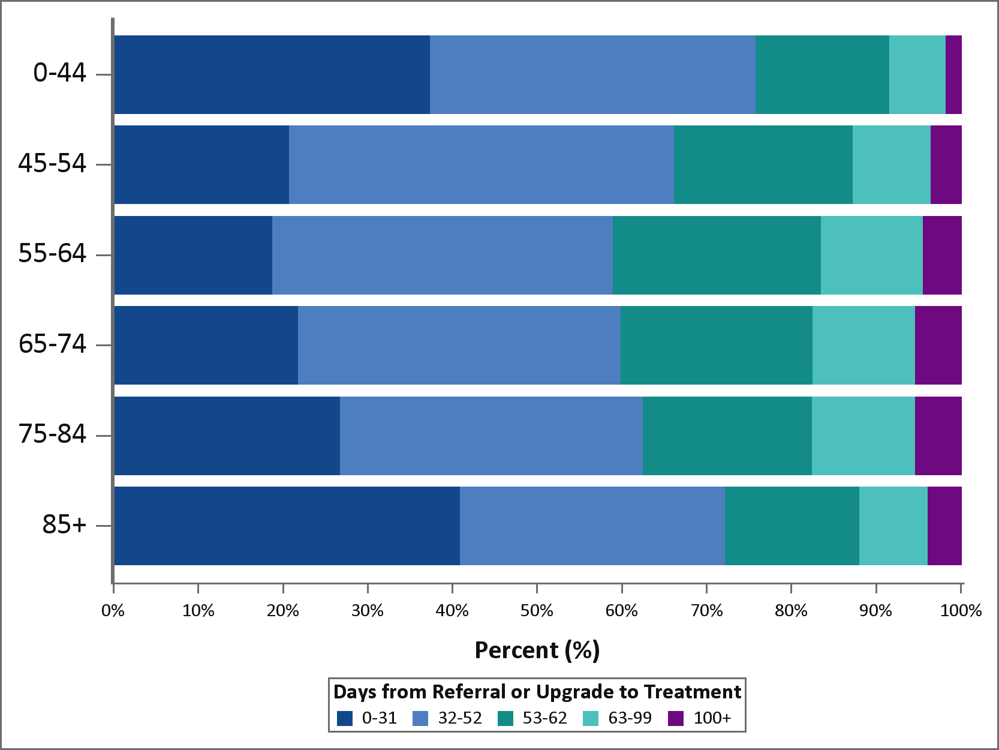 0-44
45-54
55-64
65-74
75-84
85+
0% 10% 20% 30% 40% 50% 60% 70% 80% 90% 100%
Percent (%)
Days from Referral or Upgrade to Treatment
0-31 32-52 53-62 63-99 100+